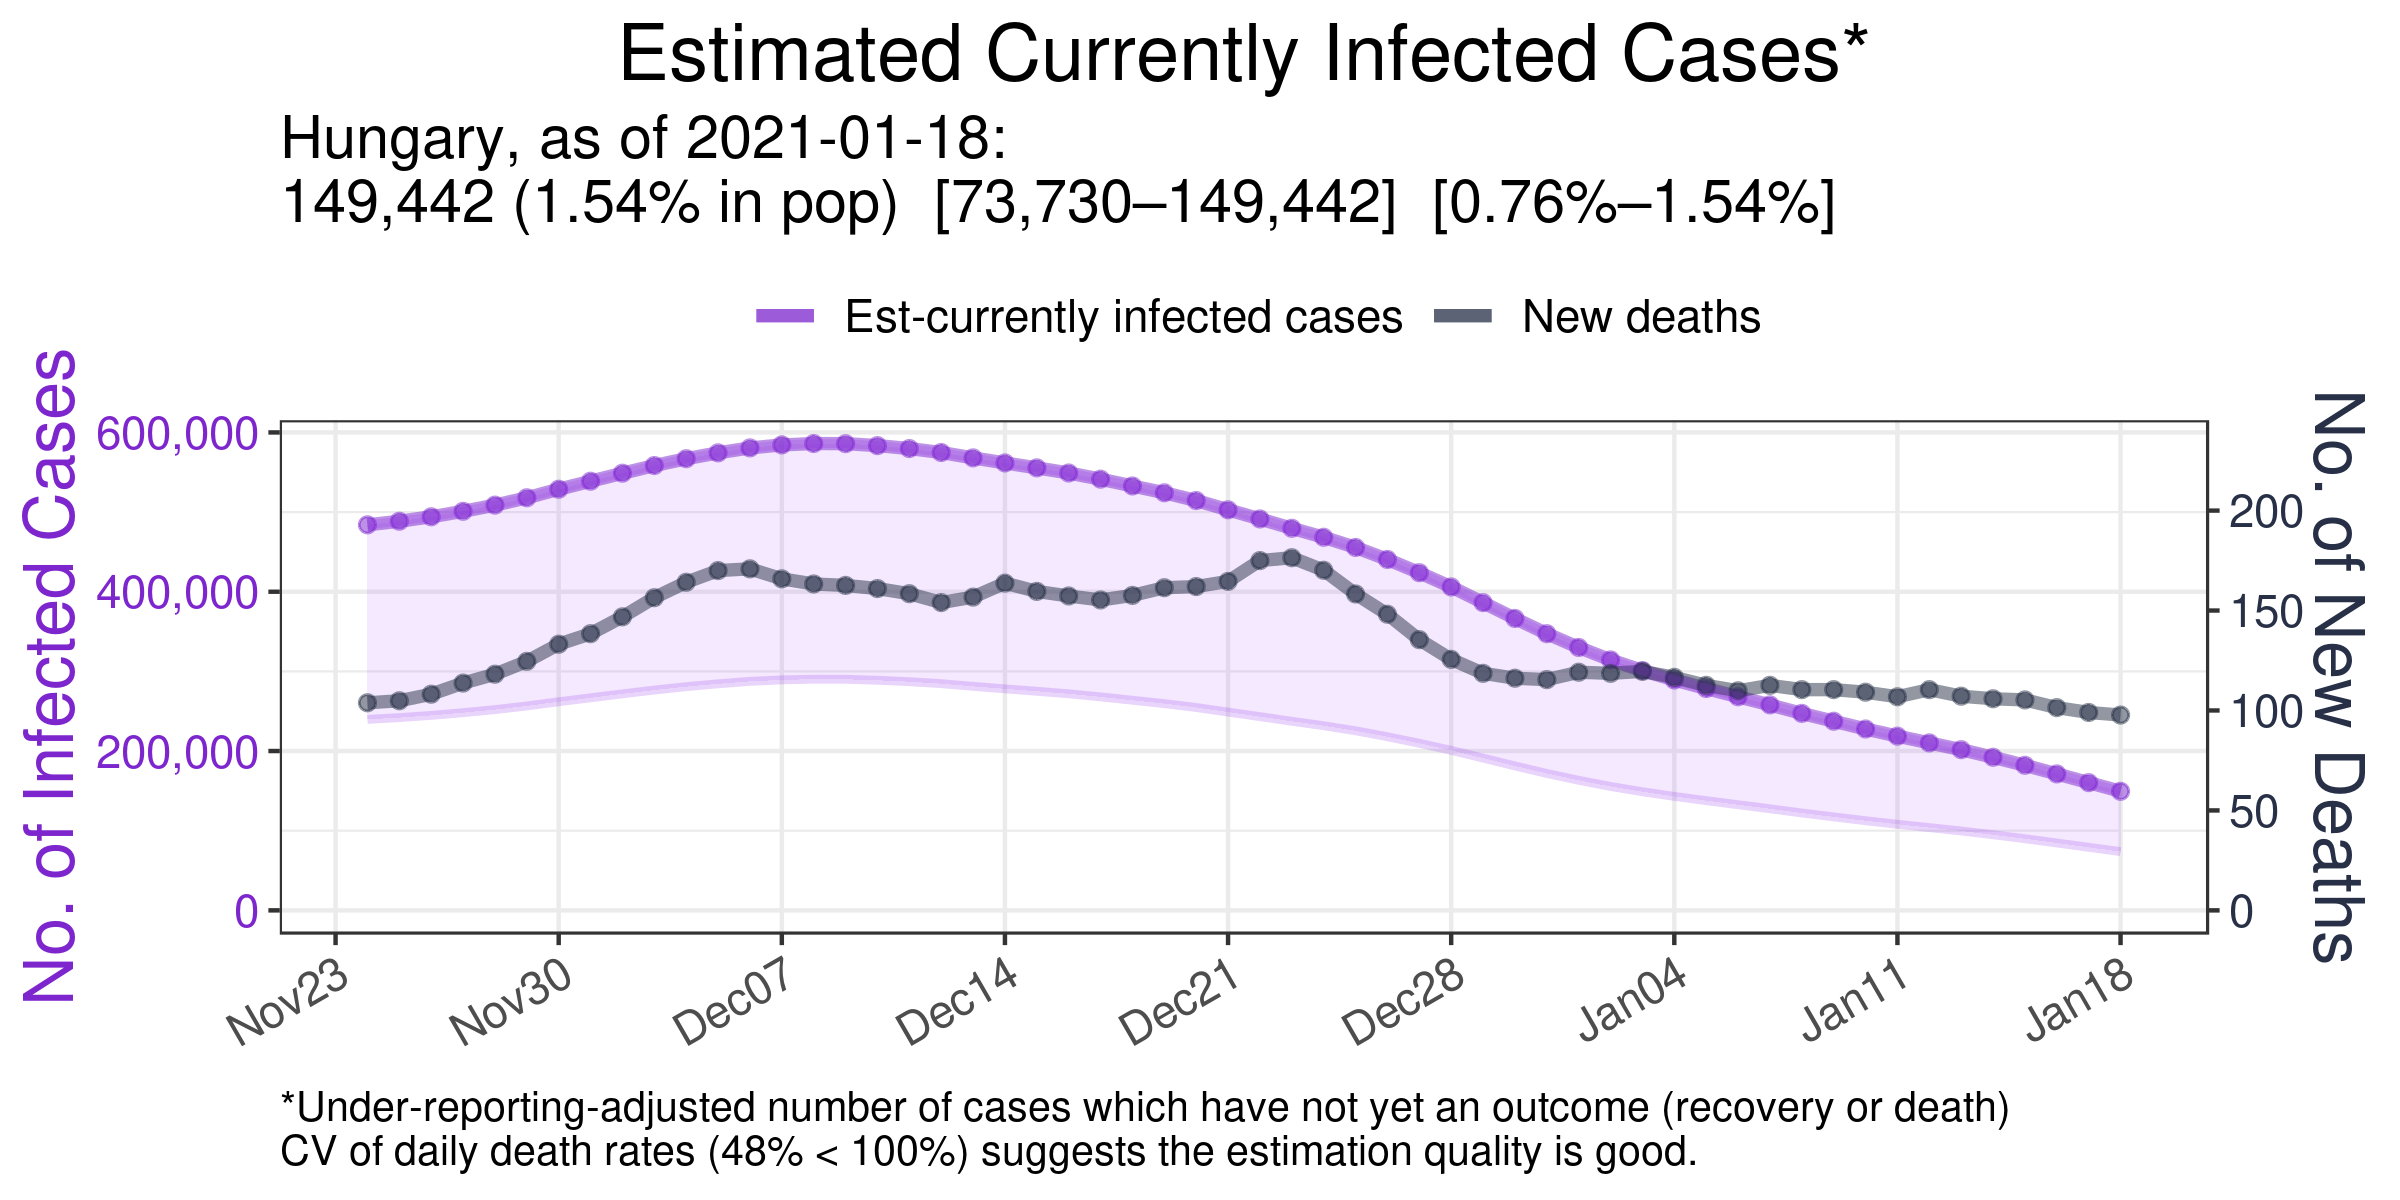 Estimated Currently Infected Cases*
Hungary, as of 2021-01-18:
149,442 (1.54% in pop) [73,730–149,442] [0.76%–1.54%]
Est-currently infected cases
New deaths
No. of Infected Cases
600,000
400,000
200,000
0
No. of New Deaths
200
150
100
50
0
Nov23
Nov30
Dec07
Dec14
Dec21
Dec28
Jan04
Jan11
Jan18
*Under-reporting-adjusted number of cases which have not yet an outcome (recovery or death)
CV of daily death rates (48% < 100%) suggests the estimation quality is good.